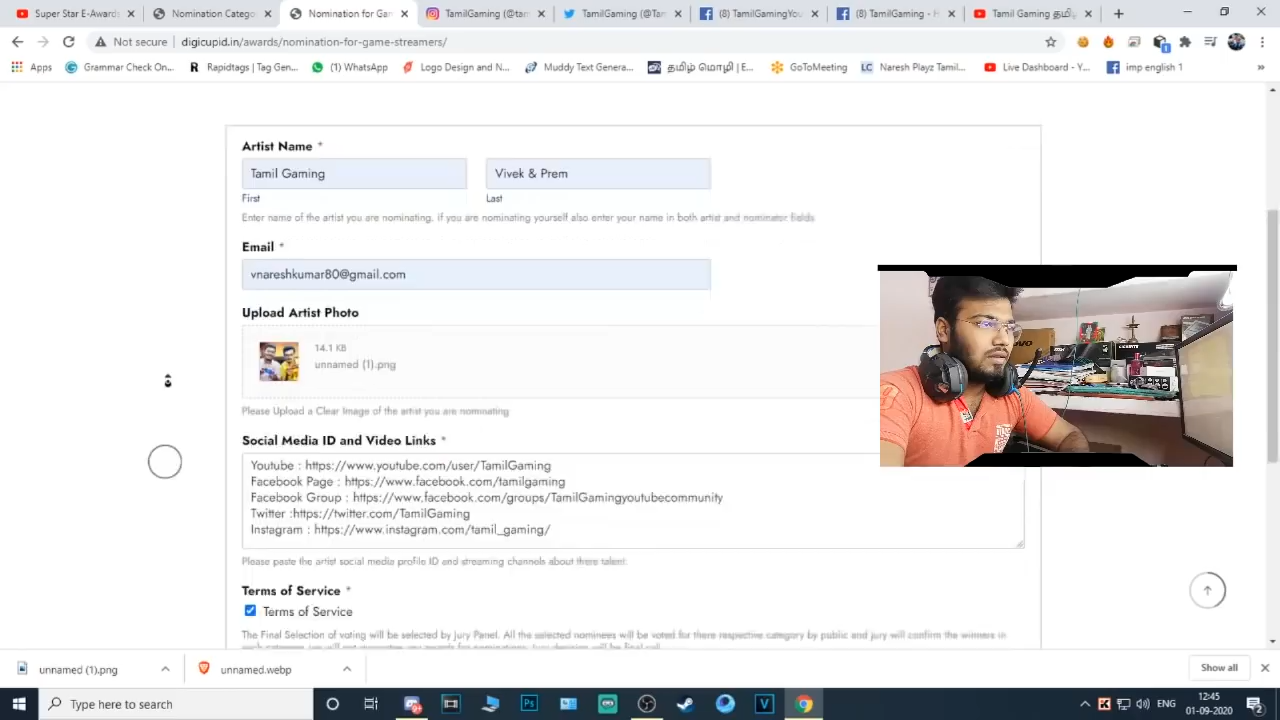 Super Star E-Awards
Nomination Catego
Nomination for Gam
TamilGaming (@tam
TamilGaming (@Tam
(8) TamilGamingYou
(8) TamilGaming - H
Tamil Gaming தமி
Not secure | digicupid.in/awards/nomination-for-game-streamers/
Apps
Grammar Check On...
Rapidtags | Tag Gen...
(1) WhatsApp
Logo Design and N...
Muddy Text Genera...
GoToMeeting
Naresh Playz Tamil...
Live Dashboard - Y...
imp english 1
»
Artist Name *
Tamil Gaming
Vivek & Prem
First
Last
Enter name of the artist you are nominating, if you are nominating yourself also enter your name in both artist and nominator fields
Email *
vnareshkumar80@gmail.com
Upload Artist Photo
14.1 KB
unnamed (1).png
Please Upload a Clear Image of the artist you are nominating
Social Media ID and Video Links *
Youtube : https://www.youtube.com/user/TamilGaming
Facebook Page : https://www.facebook.com/tamilgaming
Facebook Group : https://www.facebook.com/groups/TamilGamingyoutubecommunity
Twitter :https://twitter.com/TamilGaming
Instagram : https://www.instagram.com/tamil_gaming/
Please paste the artist social media profile ID and streaming channels about there talent
Terms of Service *
Terms of Service
The Final Selection of voting will be selected by Jury Panel. All the selected nominees will be voted for there respective category by public and jury will confirm the winners in
unnamed (1).png
unnamed.webp
Show all
Type here to search
ENG
12:45
01-09-2020